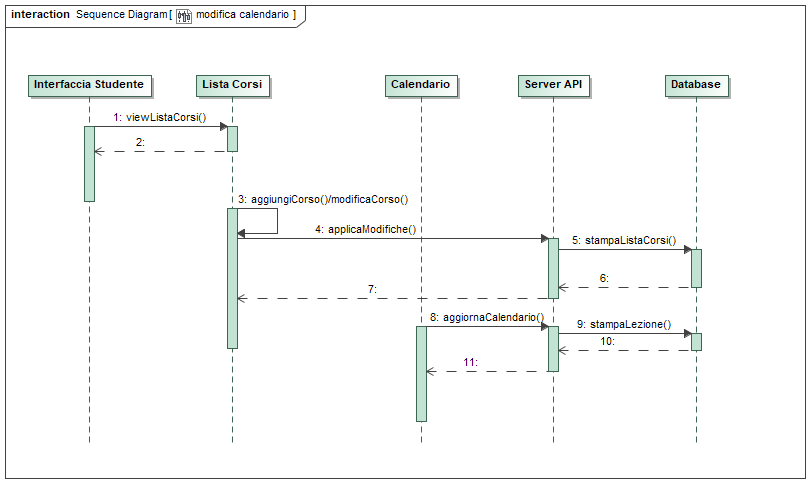 interaction Sequence Diagram [ modifica calendario ]
Interfaccia Studente
Lista Corsi
Calendario
Server API
Database
1: viewListaCorsi()
2:
3: aggiungiCorso()/modificaCorso()
4: applicaModifiche()
5: stampaListaCorsi()
6:
7:
8: aggiornaCalendario()
9: stampaLezione()
10:
11: